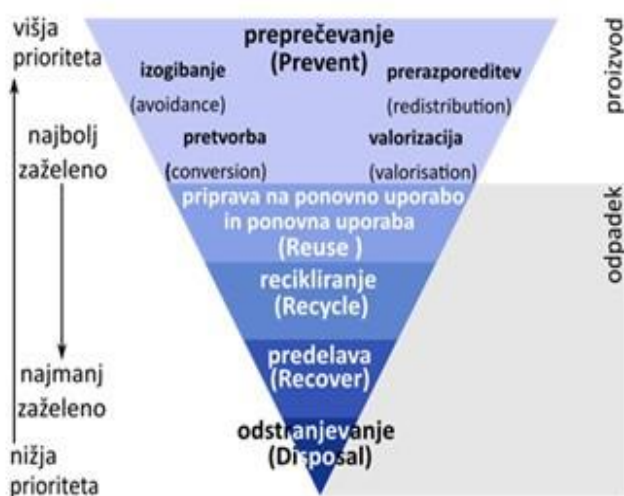 višja
prioriteta
najbolj
zaželeno
najmanj
zaželeno
nižja
prioriteta
preprečevanje
(Prevent)
izogibanje
(avoidance)
prerazporeditev
(redistribution)
pretvorba
(conversion)
valorizacija
(valorisation)
priprava na ponovno uporabo
in ponovna uporaba
(Reuse )
recikliranje
(Recycle)
predelava
(Recover)
odstranjevanje
(Disposal)
proizvod
odpadek